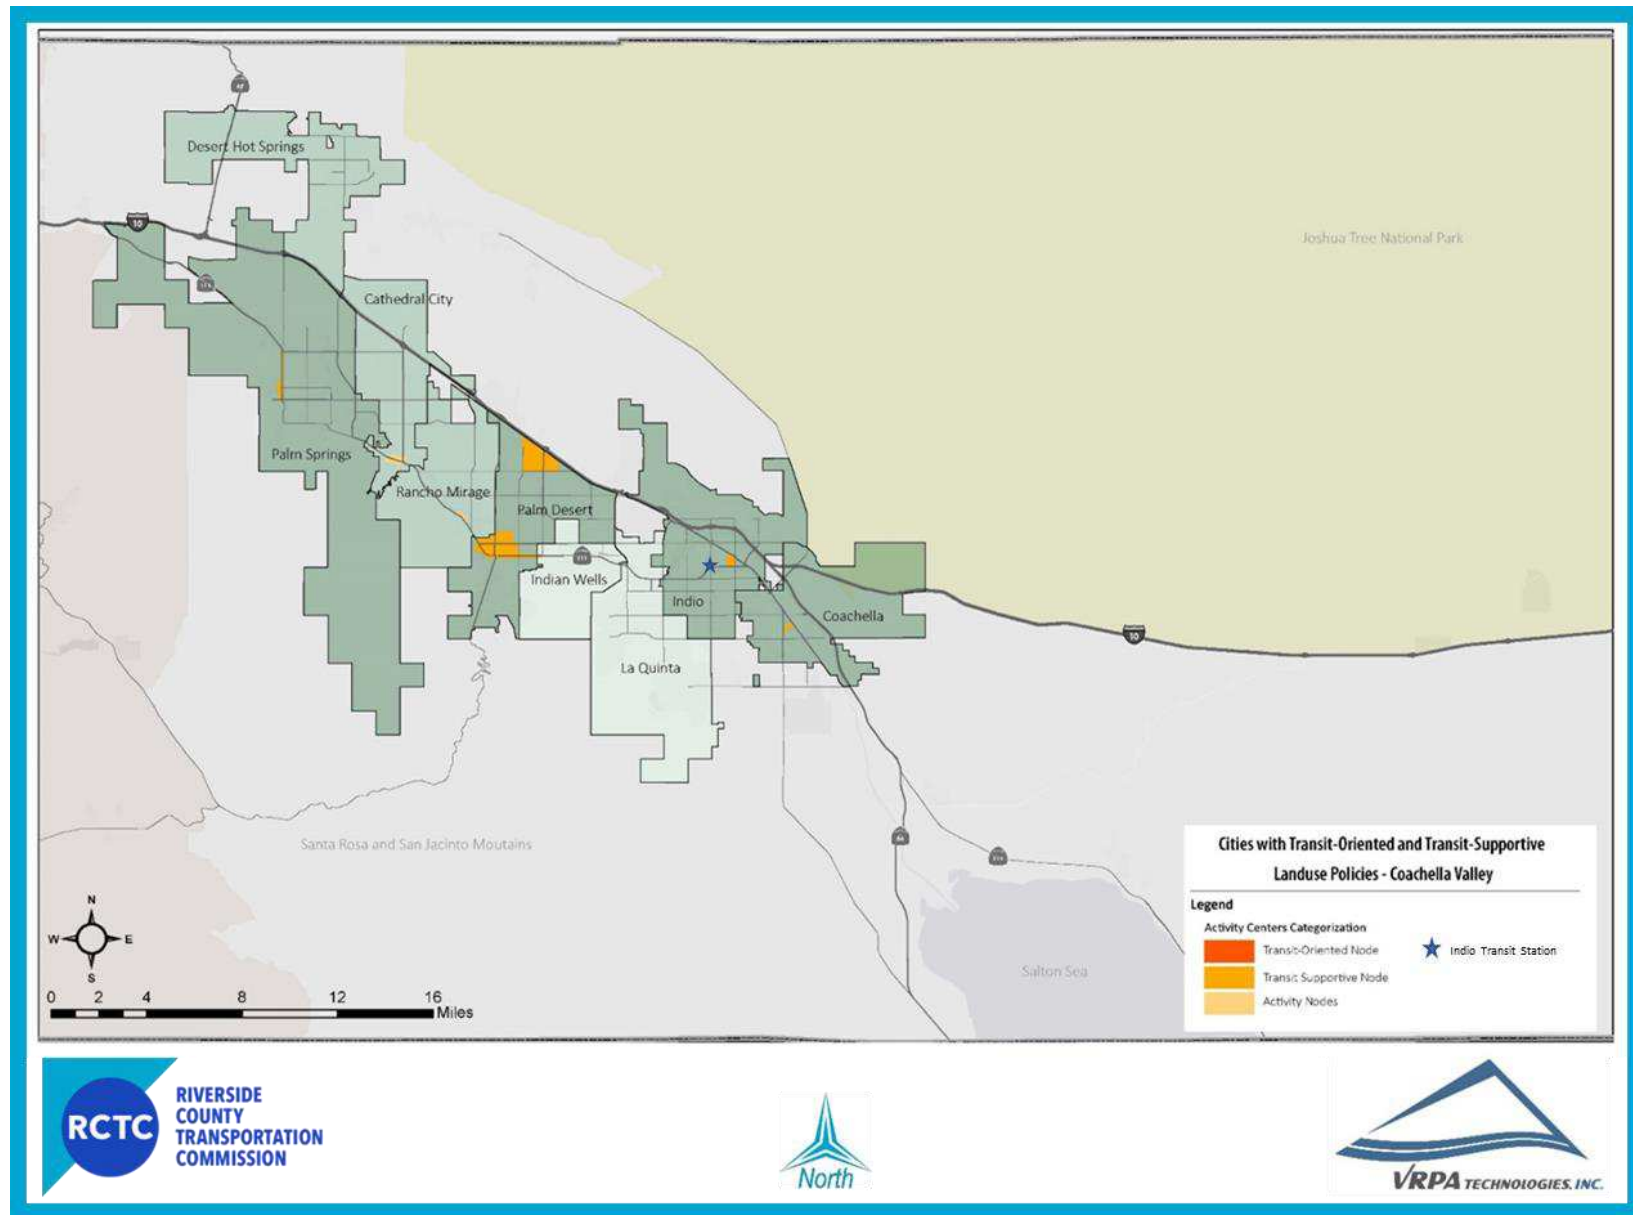 Desert Hot Springs
10
Joshua Tree National Park
Cathedral City
Palm Springs
Rancho Mirage
Palm Desert
Indian Wells
Indio
Coachella
10
La Quinta
Santa Rosa and San Jacinto Moutains
Salton Sea
N
W E
S
0 2 4 8 12 16
Miles
Cities with Transit-Oriented and Transit-Supportive
Landuse Policies - Coachella Valley
Legend
Activity Centers Categorization
Transit-Oriented Node
Indio Transit Station
Transit Supportive Node
Activity Nodes
RCTC
RIVERSIDE
COUNTY
TRANSPORTATION
COMMISSION
North
VRPA TECHNOLOGIES, INC.